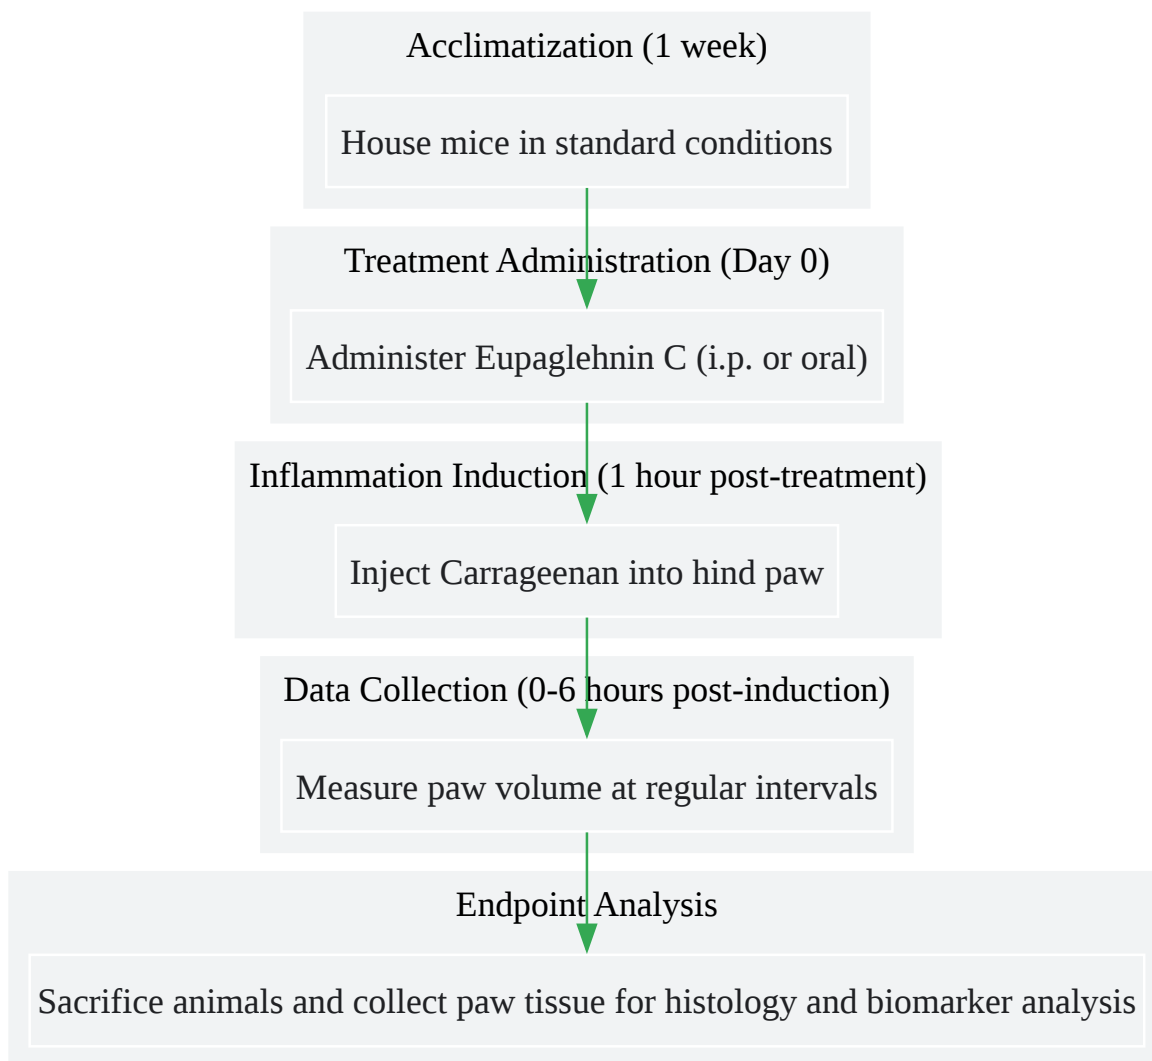 Acclimatization (1 week)
House mice in standard conditions
Treatment Administration (Day 0)
Administer Eupaglehnin C (i.p. or oral)
Inflammation Induction (1 hour post-treatment)
Inject Carrageenan into hind paw
Data Collection (0-6 hours post-induction)
Measure paw volume at regular intervals
Endpoint Analysis
Sacrifice animals and collect paw tissue for histology and biomarker analysis